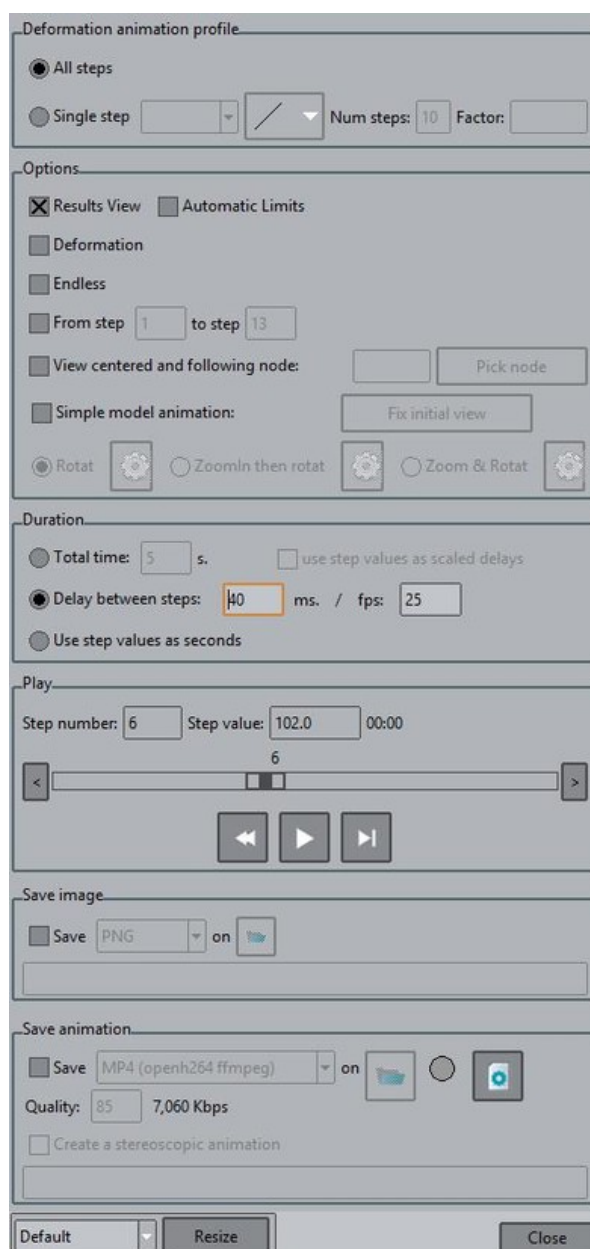 Deformation animation profile
All steps
Single step Num steps: 10 Factor:
Options
Results View Automatic Limits
Deformation
Endless
From step 1 to step 13
View centered and following node: Pick node
Simple model animation: Fix initial view
Rotat ZoomIn then rotat Zoom & Rotat
Duration
Total time: 5 s. use step values as scaled delays
Delay between steps: 40 ms. / fps: 25
Use step values as seconds
Play
Step number: 6 Step value: 102.0 00:00
6
< >
Save image
Save PNG on
Save animation
Save MP4 (openh264 ffmpeg) on
Quality: 85 7,060 Kbps
Create a stereoscopic animation
Default Resize Close